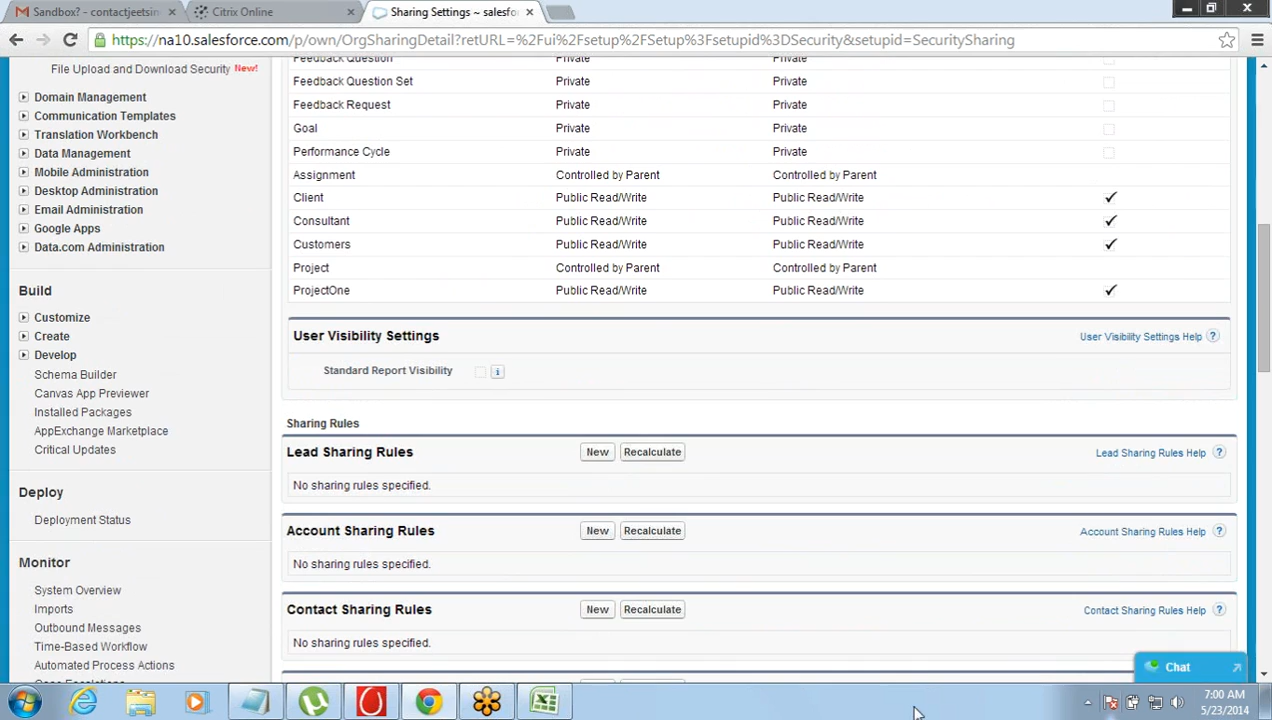 Sandbox? - contactjeetsin
Citrix Online
Sharing Settings ~ salesfo
https://na10.salesforce.com/p/own/OrgSharingDetail?retURL=%2Fui%2Fsetup%2FSetup%3Fsetupid%3DSecurity&setupid=SecuritySharing
File Upload and Download Security New!
Domain Management
Communication Templates
Translation Workbench
Data Management
Mobile Administration
Desktop Administration
Email Administration
Google Apps
Data.com Administration
Build
Customize
Create
Develop
Schema Builder
Canvas App Previewer
Installed Packages
AppExchange Marketplace
Critical Updates
Deploy
Deployment Status
Monitor
System Overview
Imports
Outbound Messages
Time-Based Workflow
Automated Process Actions
Case Escalations
Feedback Question Private Private
Feedback Question Set Private Private
Feedback Request Private Private
Goal Private Private
Performance Cycle Private Private
Assignment Controlled by Parent Controlled by Parent
Client Public Read/Write Public Read/Write
Consultant Public Read/Write Public Read/Write
Customers Public Read/Write Public Read/Write
Project Controlled by Parent Controlled by Parent
ProjectOne Public Read/Write Public Read/Write
User Visibility Settings User Visibility Settings Help ?
Standard Report Visibility i
Sharing Rules
Lead Sharing Rules New Recalculate Lead Sharing Rules Help ?
No sharing rules specified.
Account Sharing Rules New Recalculate Account Sharing Rules Help ?
No sharing rules specified.
Contact Sharing Rules New Recalculate Contact Sharing Rules Help ?
No sharing rules specified.
Chat
7:00 AM
5/23/2014